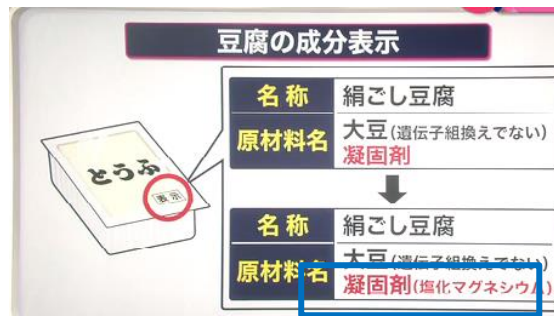 豆腐の成分表示
とうふ
表示
名称 絹ごし豆腐
原材料名 大豆(遺伝子組換えでない)
凝固剤
名称 絹ごし豆腐
原材料名 大豆(遺伝子組換えでない)
凝固剤(塩化マグネシウム)